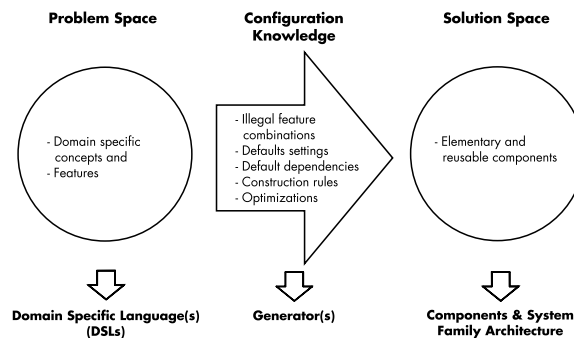 Problem Space
Configuration
Knowledge
Solution Space
- Domain specific
concepts and
- Features
- Illegal feature
combinations
- Defaults settings
- Default dependencies
- Construction rules
- Optimizations
- Elementary and
reusable components
Domain Specific Language(s)
(DSLs)
Generator(s)
Components & System
Family Architecture